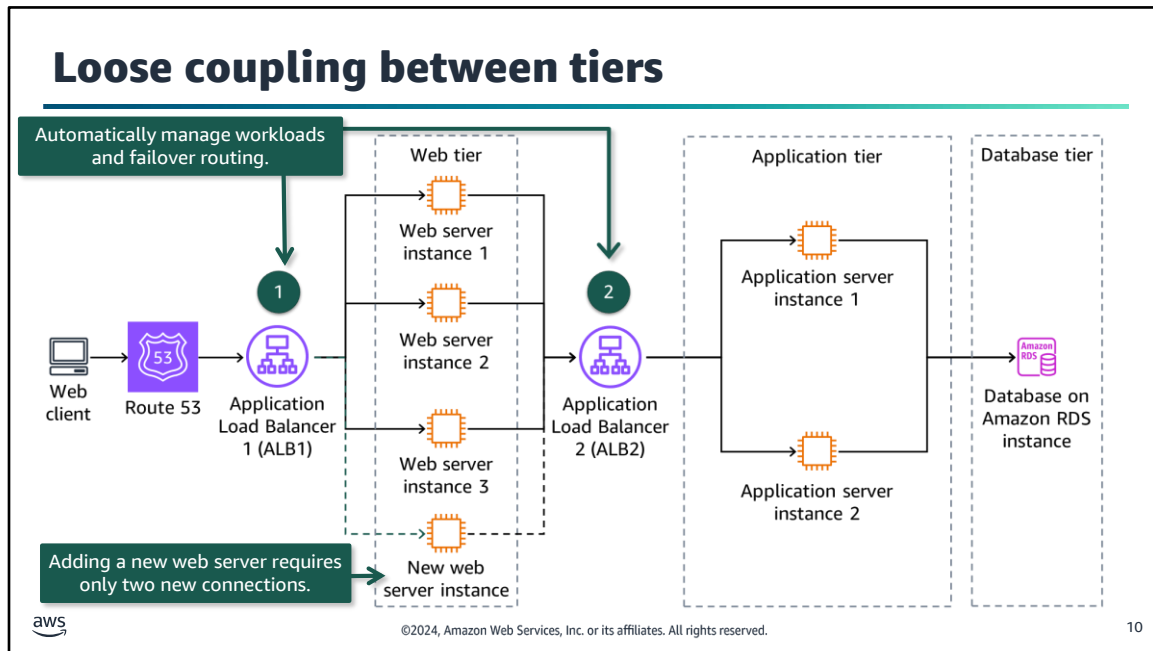 Loose coupling between tiers
Automatically manage workloads
and failover routing.
Web tier
Application tier
Database tier
Web server
instance 1
1
2
Application server
instance 1
Web server
instance 2
53
Amazon
RDS
Web
client
Route 53
Application
Load Balancer
1 (ALB1)
Application
Load Balancer
2 (ALB2)
Database on
Amazon RDS
instance
Web server
instance 3
Application server
instance 2
Adding a new web server requires
only two new connections.
New web
server instance
aws
©2024, Amazon Web Services, Inc. or its affiliates. All rights reserved.
10